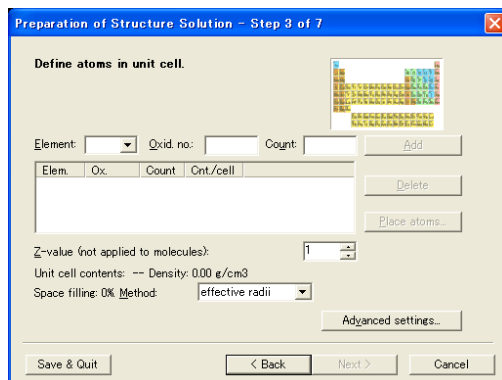 Preparation of Structure Solution - Step 3 of 7
Define atoms in unit cell.
Element: Oxid. no.: Count: Add
Elem. Ox. Count Cnt./cell
Delete
Place atoms...
Z-value (not applied to molecules): 1
Unit cell contents: -- Density: 0.00 g/cm3
Space filling: 0% Method: effective radii
Advanced settings...
Save & Quit < Back Next > Cancel